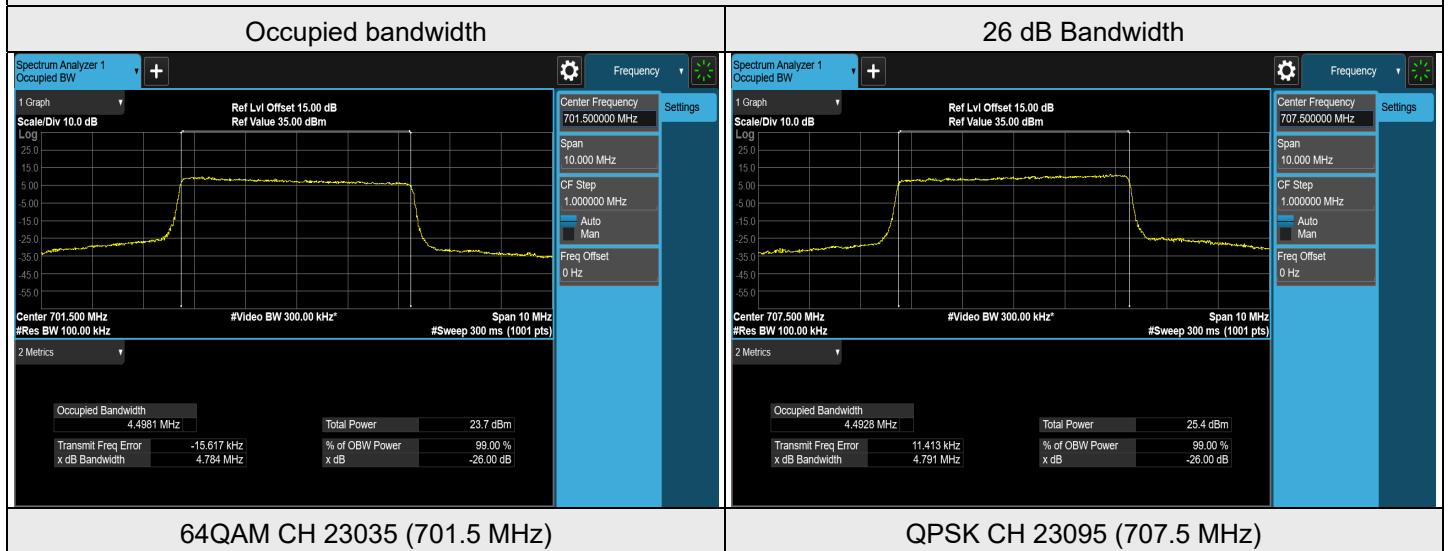 Occupied bandwidth
26 dB Bandwidth
Spectrum Analyzer 1
Occupied BW
Frequency
1 Graph
Scale/Div 10.0 dB
Ref Lvl Offset 15.00 dB
Ref Value 35.00 dBm
Log
25.0
15.0
5.00
-5.00
-15.0
-25.0
-35.0
-45.0
-55.0
Center 701.500 MHz
#Video BW 300.00 kHz*
Span 10 MHz
#Res BW 100.00 kHz
#Sweep 300 ms (1001 pts)
Center Frequency
701.500000 MHz
Settings
Span
10.000 MHz
CF Step
1.000000 MHz
Auto
Man
Freq Offset
0 Hz
2 Metrics
Occupied Bandwidth
4.4981 MHz
Total Power 23.7 dBm
Transmit Freq Error -15.617 kHz
% of OBW Power 99.00 %
x dB Bandwidth 4.784 MHz
x dB -26.00 dB
Spectrum Analyzer 1
Occupied BW
Frequency
1 Graph
Scale/Div 10.0 dB
Ref Lvl Offset 15.00 dB
Ref Value 35.00 dBm
Log
25.0
15.0
5.00
-5.00
-15.0
-25.0
-35.0
-45.0
-55.0
Center 707.500 MHz
#Video BW 300.00 kHz*
Span 10 MHz
#Res BW 100.00 kHz
#Sweep 300 ms (1001 pts)
Center Frequency
707.500000 MHz
Settings
Span
10.000 MHz
CF Step
1.000000 MHz
Auto
Man
Freq Offset
0 Hz
2 Metrics
Occupied Bandwidth
4.4928 MHz
Total Power 25.4 dBm
Transmit Freq Error 11.413 kHz
% of OBW Power 99.00 %
x dB Bandwidth 4.791 MHz
x dB -26.00 dB
64QAM CH 23035 (701.5 MHz)
QPSK CH 23095 (707.5 MHz)